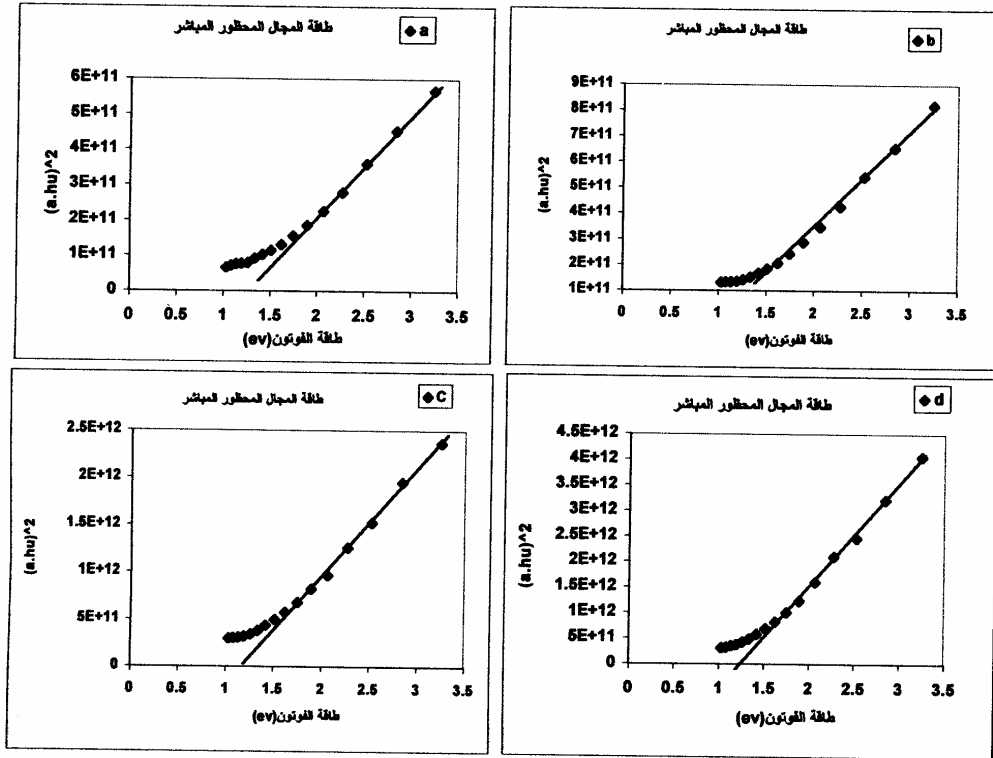 طاقة المجال المحظور المباشر
a
6E+11
5E+11
4E+11
3E+11
2E+11
1E+11
0
(a.hu)^2
0 0.5 1 1.5 2 2.5 3 3.5
طاقة الفوتون(ev)
طاقة المجال المحظور المباشر
b
9E+11
8E+11
7E+11
6E+11
5E+11
4E+11
3E+11
2E+11
1E+11
(a.hu)^2
0 0.5 1 1.5 2 2.5 3 3.5
طاقة الفوتون(ev)
طاقة المجال المحظور المباشر
c
2.5E+12
2E+12
1.5E+12
1E+12
5E+11
0
(a.hu)^2
0 0.5 1 1.5 2 2.5 3 3.5
طاقة الفوتون(ev)
طاقة المجال المحظور المباشر
d
4.5E+12
4E+12
3.5E+12
3E+12
2.5E+12
2E+12
1.5E+12
1E+12
5E+11
0
(a.hu)^2
0 0.5 1 1.5 2 2.5 3 3.5
طاقة الفوتون(ev)